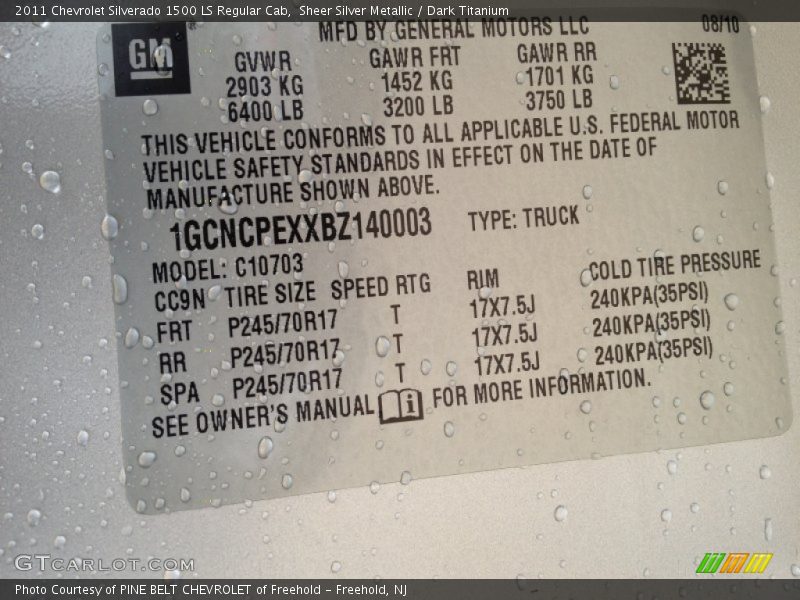 2011 Chevrolet Silverado 1500 LS Regular Cab, Sheer Silver Metallic / Dark Titanium
MFD BY GENERAL MOTORS LLC 08/10
GM
GVWR GAWR FRT GAWR RR
2903 KG 1452 KG 1701 KG
6400 LB 3200 LB 3750 LB
THIS VEHICLE CONFORMS TO ALL APPLICABLE U.S. FEDERAL MOTOR
VEHICLE SAFETY STANDARDS IN EFFECT ON THE DATE OF
MANUFACTURE SHOWN ABOVE.
1GCNCPEXXBZ140003 TYPE: TRUCK
MODEL: C10703
CC9N TIRE SIZE SPEED RTG RIM COLD TIRE PRESSURE
FRT P245/70R17 T 17X7.5J 240KPA(35PSI)
RR P245/70R17 T 17X7.5J 240KPA(35PSI)
SPA P245/70R17 T 17X7.5J 240KPA(35PSI)
SEE OWNER'S MANUAL i FOR MORE INFORMATION.
GTCARLOT.COM
Photo Courtesy of PINE BELT CHEVROLET of Freehold – Freehold, NJ